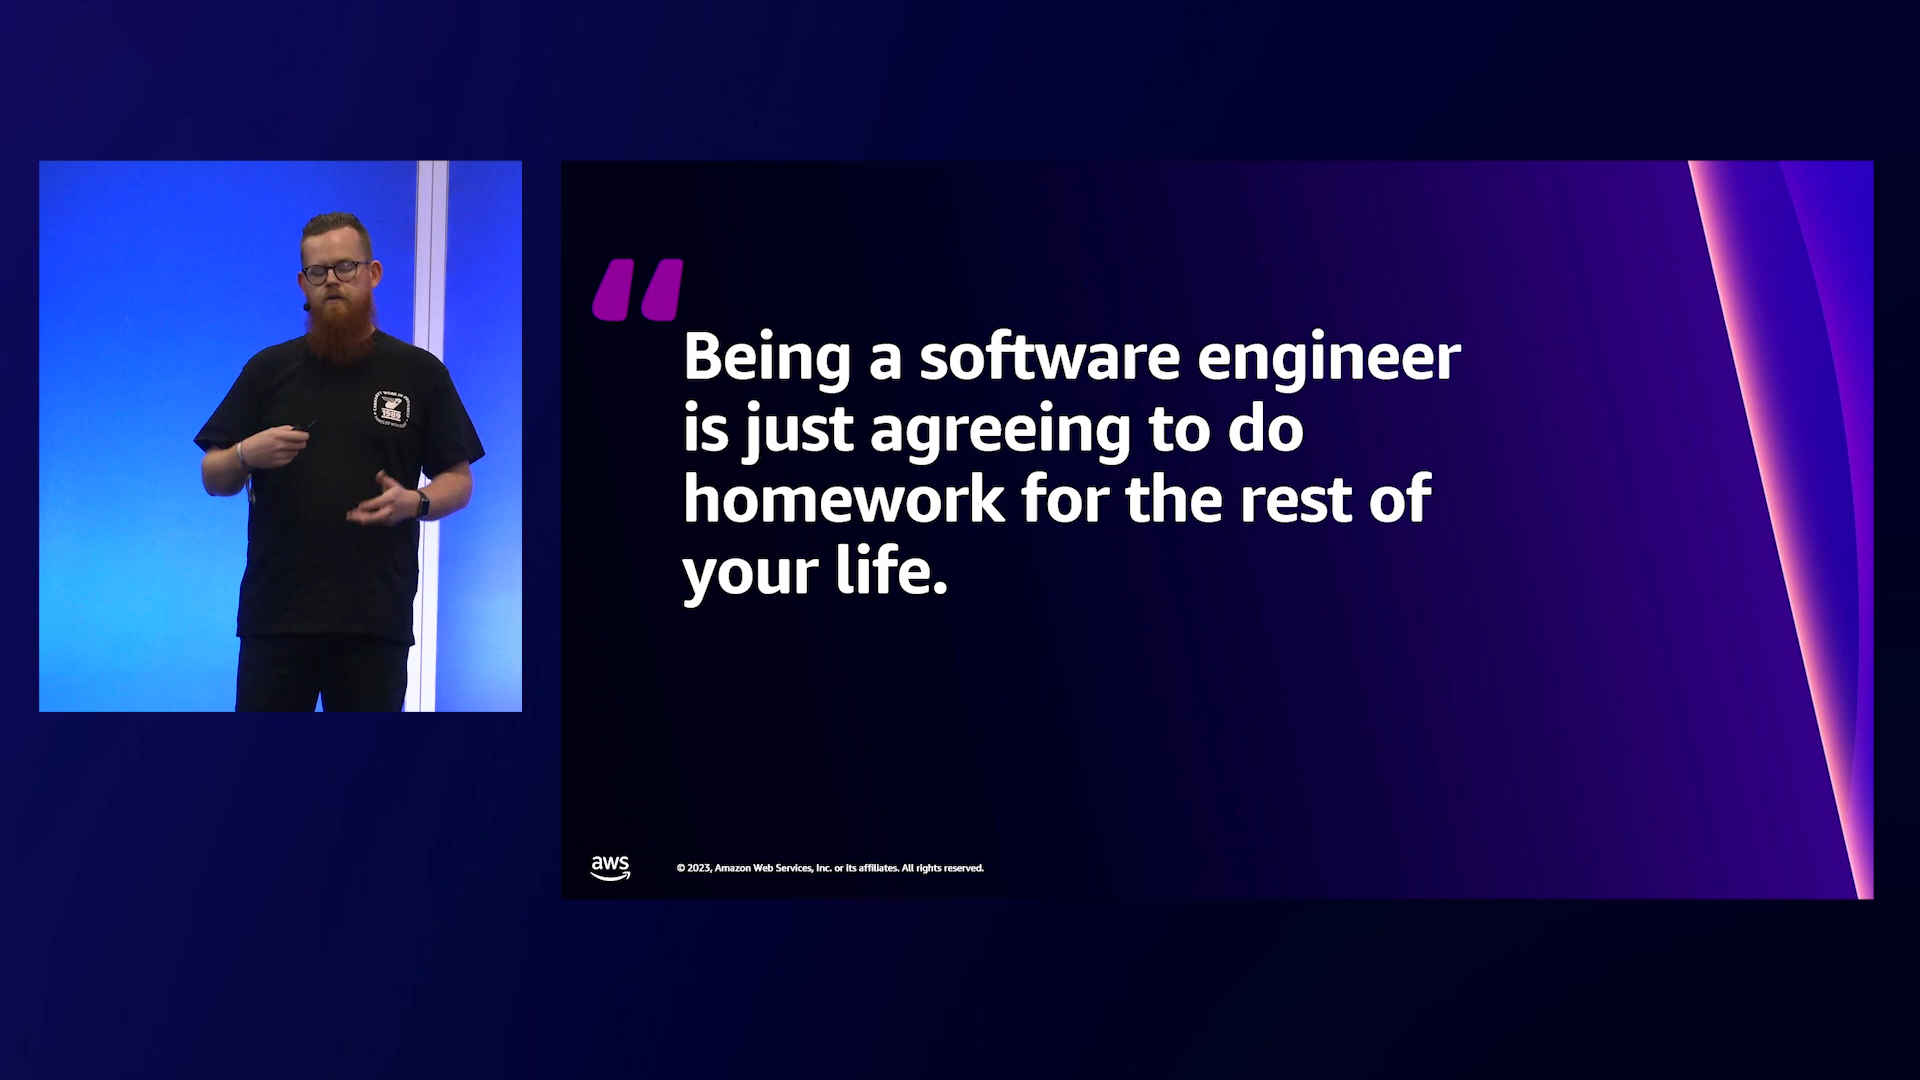 Being a software engineer
is just agreeing to do
homework for the rest of
your life.
aws
© 2023, Amazon Web Services, Inc. or its affiliates. All rights reserved.